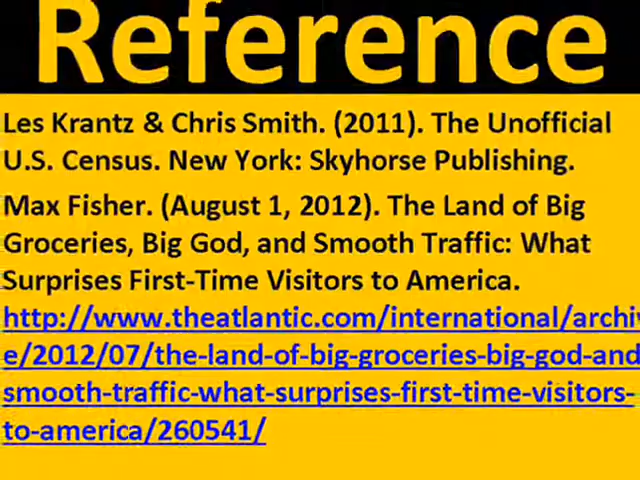 Reference
Les Krantz & Chris Smith. (2011). The Unofficial
U.S. Census. New York: Skyhorse Publishing.
Max Fisher. (August 1, 2012). The Land of Big
Groceries, Big God, and Smooth Traffic: What
Surprises First-Time Visitors to America.
http://www.theatlantic.com/international/archiv
e/2012/07/the-land-of-big-groceries-big-god-and
smooth-traffic-what-surprises-first-time-visitors-
to-america/260541/